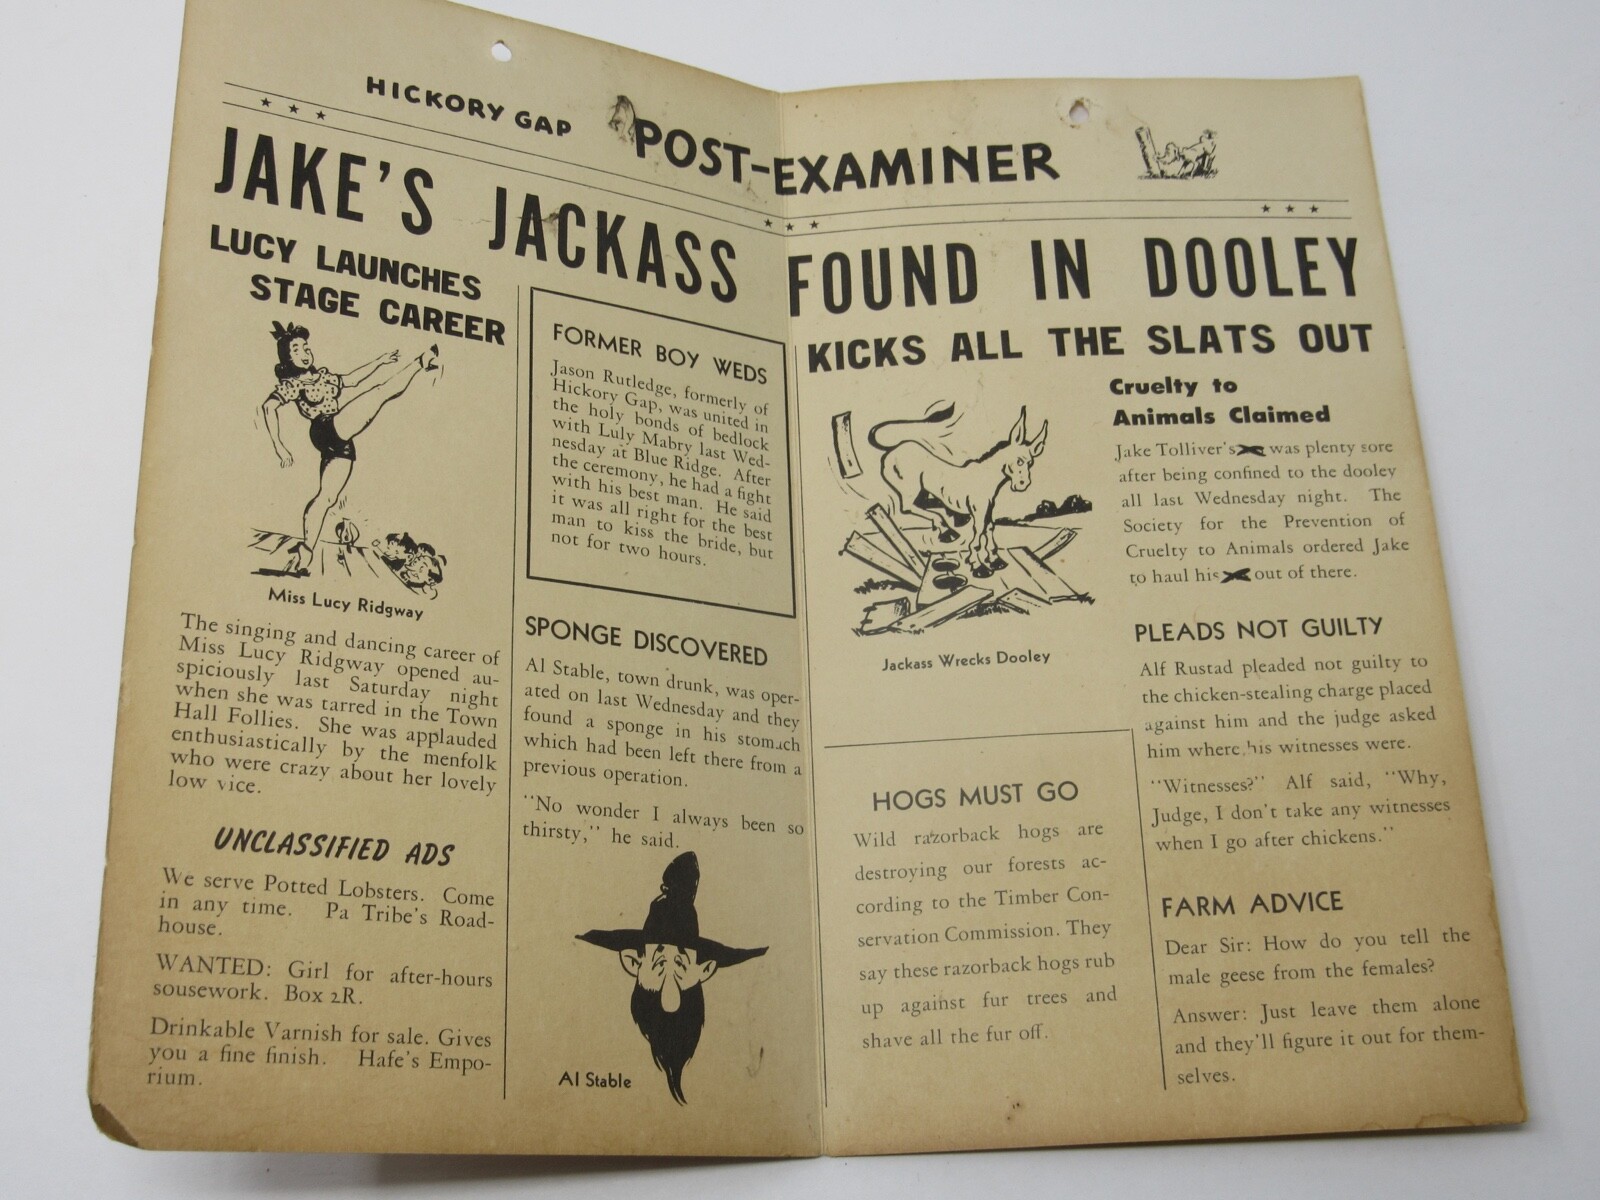 HICKORY GAP POST-EXAMINER
JAKE'S JACKASS FOUND IN DOOLEY
LUCY LAUNCHES
STAGE CAREER
Miss Lucy Ridgway
The singing and dancing career of
Miss Lucy Ridgway opened au-
spiciously last Saturday night
when she was tarred in the Town
Hall Follies. She was applauded
enthusiastically by the menfolk
who were crazy about her lovely
low vice.
UNCLASSIFIED ADS
We serve Potted Lobsters. Come
in any time. Pa Tribe's Road-
house.
WANTED: Girl for after-hours
sousework. Box 2R.
Drinkable Varnish for sale. Gives
you a fine finish. Hafe's Empo-
rium.
FORMER BOY WEDS
Jason Rutledge, formerly of
Hickory Gap, was united in
the holy bonds of bedlock
with Luly Mabry last Wed-
nesday at Blue Ridge. After
the ceremony, he had a fight
with his best man. He said
it was all right for the best
man to kiss the bride, but
not for two hours.
SPONGE DISCOVERED
Al Stable, town drunk, was oper-
ated on last Wednesday and they
found a sponge in his stomach
which had been left there from a
previous operation.
"No wonder I always been so
thirsty," he said.
Al Stable
KICKS ALL THE SLATS OUT
Jackass Wrecks Dooley
Cruelty to
Animals Claimed
Jake Tolliver's was plenty sore
after being confined to the dooley
all last Wednesday night. The
Society for the Prevention of
Cruelty to Animals ordered Jake
to haul his out of there.
HOGS MUST GO
Wild razorback hogs are
destroying our forests ac-
cording to the Timber Con-
servation Commission. They
say these razorback hogs rub
up against fur trees and
shave all the fur off.
PLEADS NOT GUILTY
Alf Rustad pleaded not guilty to
the chicken-stealing charge placed
against him and the judge asked
him where his witnesses were.
"Witnesses?" Alf said, "Why,
Judge, I don't take any witnesses
when I go after chickens."
FARM ADVICE
Dear Sir: How do you tell the
male geese from the females?
Answer: Just leave them alone
and they'll figure it out for them-
selves.